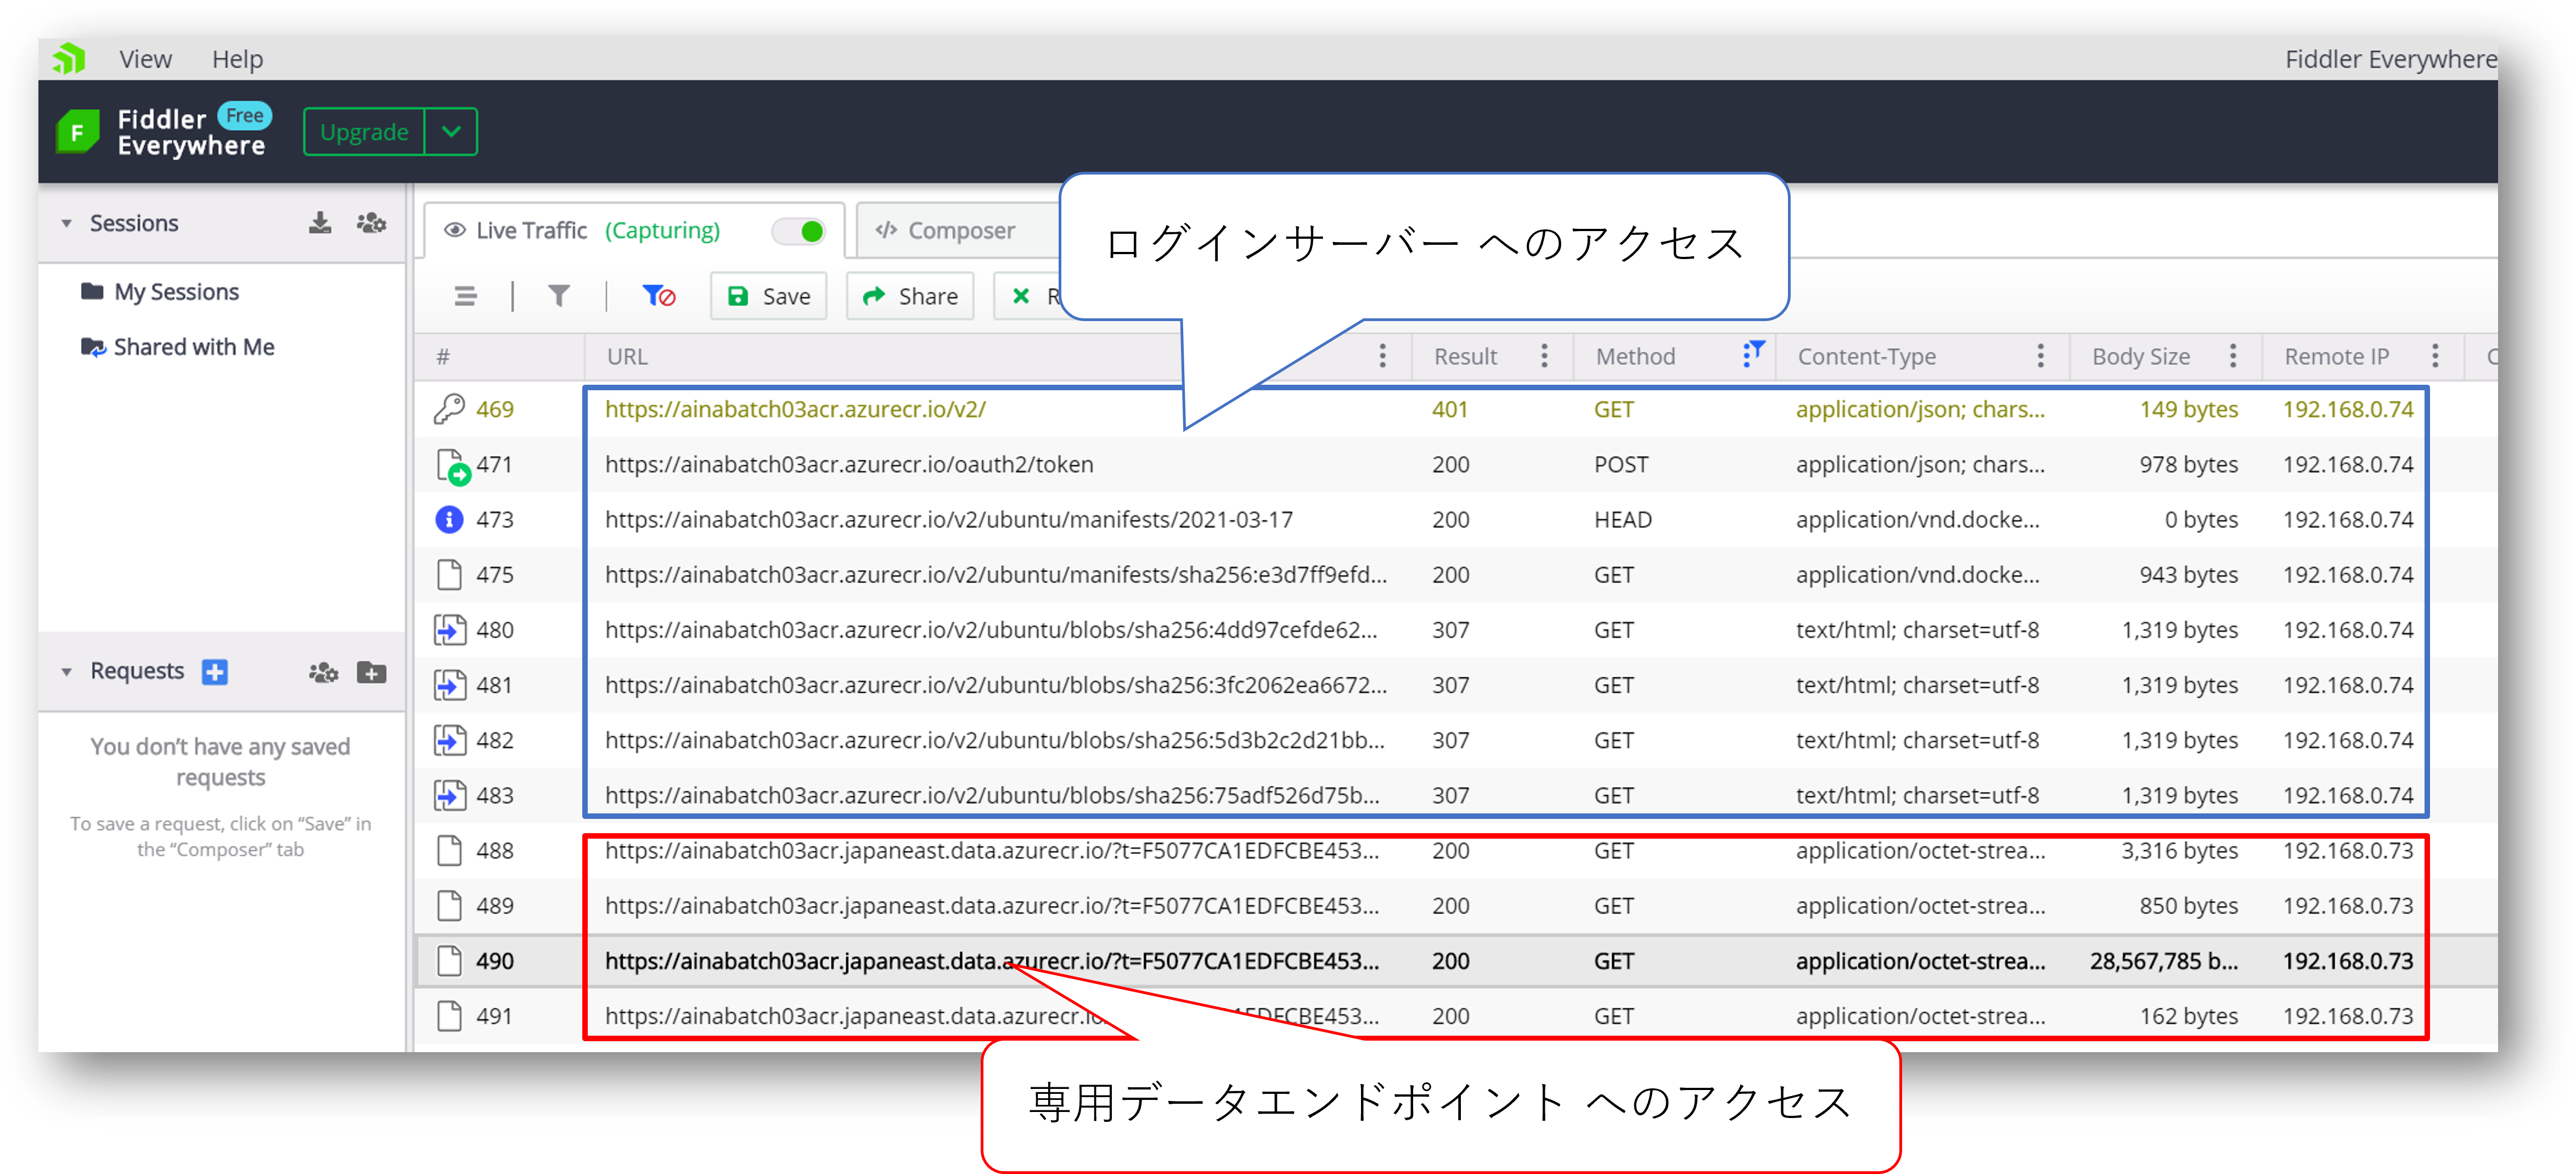 View Help Fiddler Everywhere
Fiddler Everywhere Free Upgrade
Sessions
My Sessions
Shared with Me
Requests
You don't have any saved
requests
To save a request, click on “Save” in
the “Composer” tab
Live Traffic (Capturing) Composer
Save Share
ログインサーバー へのアクセス
# URL Result Method Content-Type Body Size Remote IP
469 https://ainabatch03acr.azurecr.io/v2/ 401 GET application/json; chars... 149 bytes 192.168.0.74
471 https://ainabatch03acr.azurecr.io/oauth2/token 200 POST application/json; chars... 978 bytes 192.168.0.74
473 https://ainabatch03acr.azurecr.io/v2/ubuntu/manifests/2021-03-17 200 HEAD application/vnd.docke... 0 bytes 192.168.0.74
475 https://ainabatch03acr.azurecr.io/v2/ubuntu/manifests/sha256:e3d7ff9efd... 200 GET application/vnd.docke... 943 bytes 192.168.0.74
480 https://ainabatch03acr.azurecr.io/v2/ubuntu/blobs/sha256:4dd97cefde62... 307 GET text/html; charset=utf-8 1,319 bytes 192.168.0.74
481 https://ainabatch03acr.azurecr.io/v2/ubuntu/blobs/sha256:3fc2062ea6672... 307 GET text/html; charset=utf-8 1,319 bytes 192.168.0.74
482 https://ainabatch03acr.azurecr.io/v2/ubuntu/blobs/sha256:5d3b2c2d21bb... 307 GET text/html; charset=utf-8 1,319 bytes 192.168.0.74
483 https://ainabatch03acr.azurecr.io/v2/ubuntu/blobs/sha256:75adf526d75b... 307 GET text/html; charset=utf-8 1,319 bytes 192.168.0.74
488 https://ainabatch03acr.japaneast.data.azurecr.io/?t=F5077CA1EDFCBE453... 200 GET application/octet-strea... 3,316 bytes 192.168.0.73
489 https://ainabatch03acr.japaneast.data.azurecr.io/?t=F5077CA1EDFCBE453... 200 GET application/octet-strea... 850 bytes 192.168.0.73
490 https://ainabatch03acr.japaneast.data.azurecr.io/?t=F5077CA1EDFCBE453... 200 GET application/octet-strea... 28,567,785 b... 192.168.0.73
491 https://ainabatch03acr.japaneast.data.azurecr.io 200 GET application/octet-strea... 162 bytes 192.168.0.73
専用データエンドポイント へのアクセス